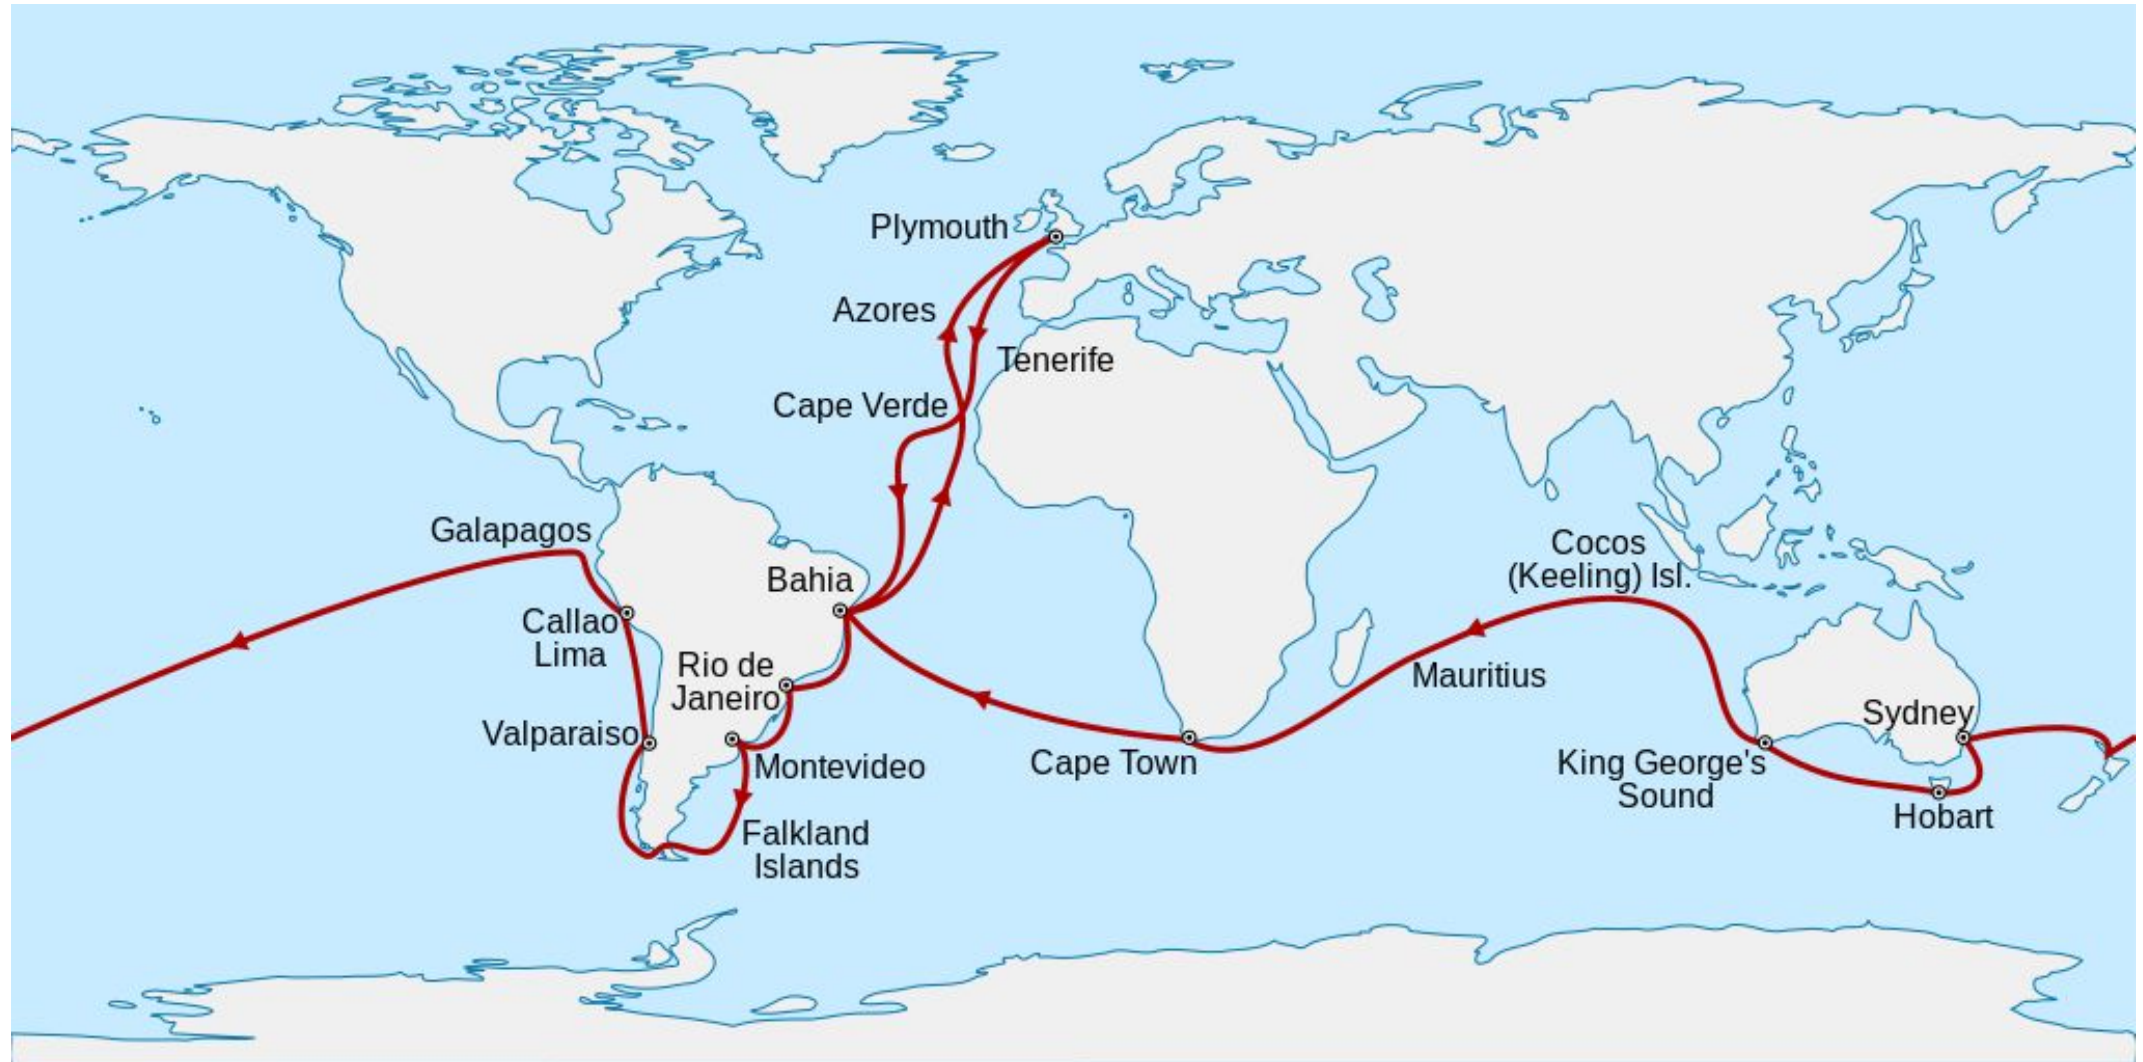 Plymouth
Azores
Tenerife
Cape Verde
Galapagos
Cocos
(Keeling) Isl.
Bahia
Callao
Lima
Rio de
Janeiro
Mauritius
Sydney
Valparaiso
Montevideo
Cape Town
King George's
Sound
Hobart
Falkland
Islands